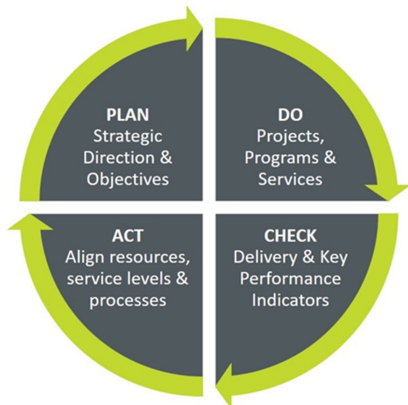 PLAN
Strategic
Direction &
Objectives
DO
Projects,
Programs &
Services
ACT
Align resources,
service levels &
processes
CHECK
Delivery & Key
Performance
Indicators